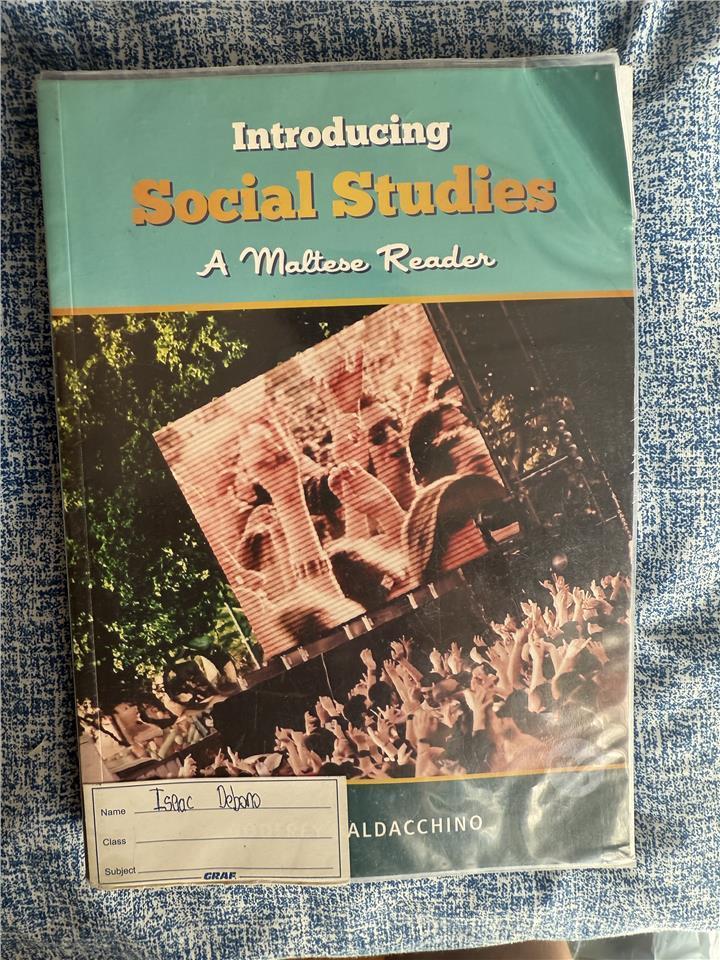 Introducing
Social Studies
A Maltese Reader
ALDACCHINO
Name Isaac Debono
Class
Subject
GRAF